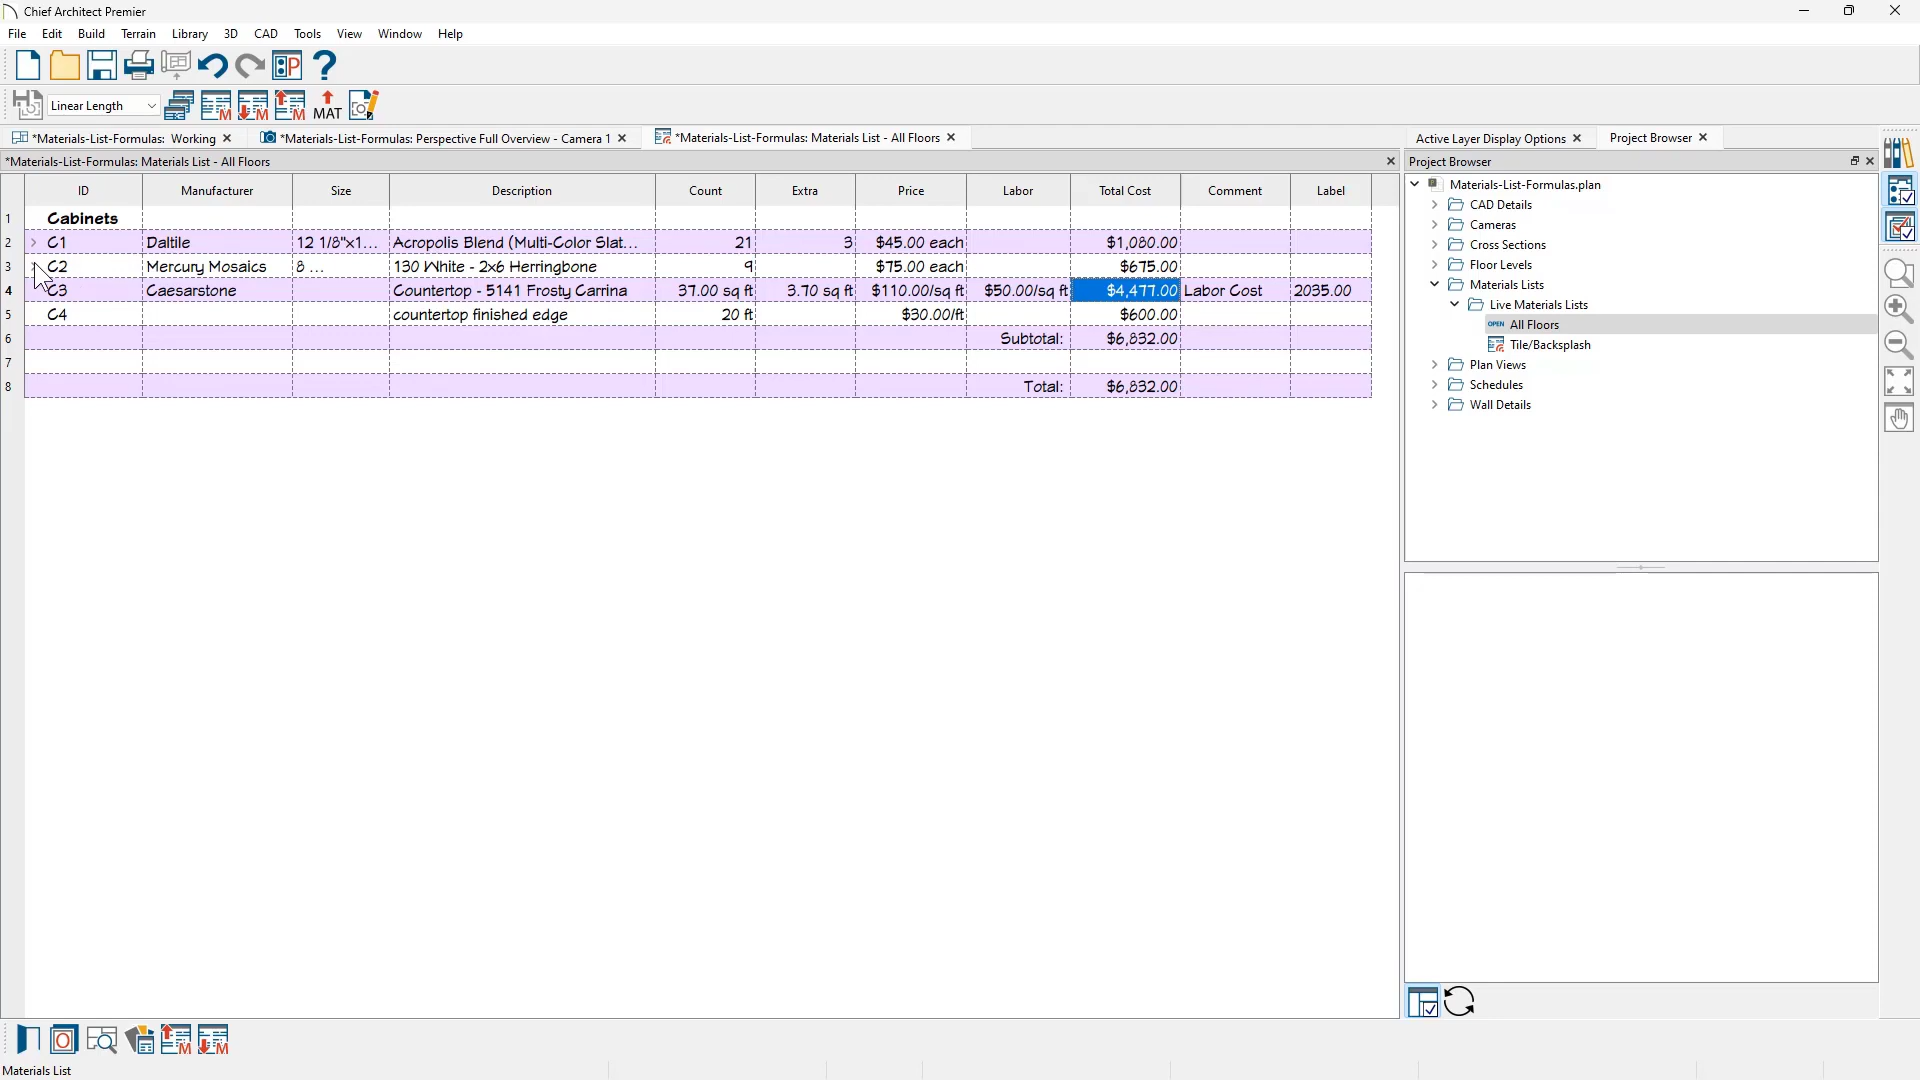 Chief Architect Premier
File Edit Build Terrain Library 3D CAD Tools View Window Help
Linear Length
MAT
*Materials-List-Formulas: Working *Materials-List-Formulas: Perspective Full Overview - Camera 1 *Materials-List-Formulas: Materials List - All Floors Active Layer Display Options Project Browser
*Materials-List-Formulas: Materials List - All Floors
ID Manufacturer Size Description Count Extra Price Labor Total Cost Comment Label
1 Cabinets
2 C1 Daltile 12 1/8"x1... Acropolis Blend (Multi-Color Slat... 21 3 $45.00 each $1,080.00
3 C2 Mercury Mosaics 8 ... 130 White - 2x6 Herringbone 9 $75.00 each $675.00
4 C3 Caesarstone Countertop - 5141 Frosty Carrina 37.00 sq ft 3.70 sq ft $110.00/sq ft $50.00/sq ft $4,477.00 Labor Cost 2035.00
5 C4 countertop finished edge 20 ft $30.00/ft $600.00
6 Subtotal: $6,832.00
7
8 Total: $6,832.00
Project Browser
Materials-List-Formulas.plan
CAD Details
Cameras
Cross Sections
Floor Levels
Materials Lists
Live Materials Lists
OPEN All Floors
Tile/Backsplash
Plan Views
Schedules
Wall Details
Materials List